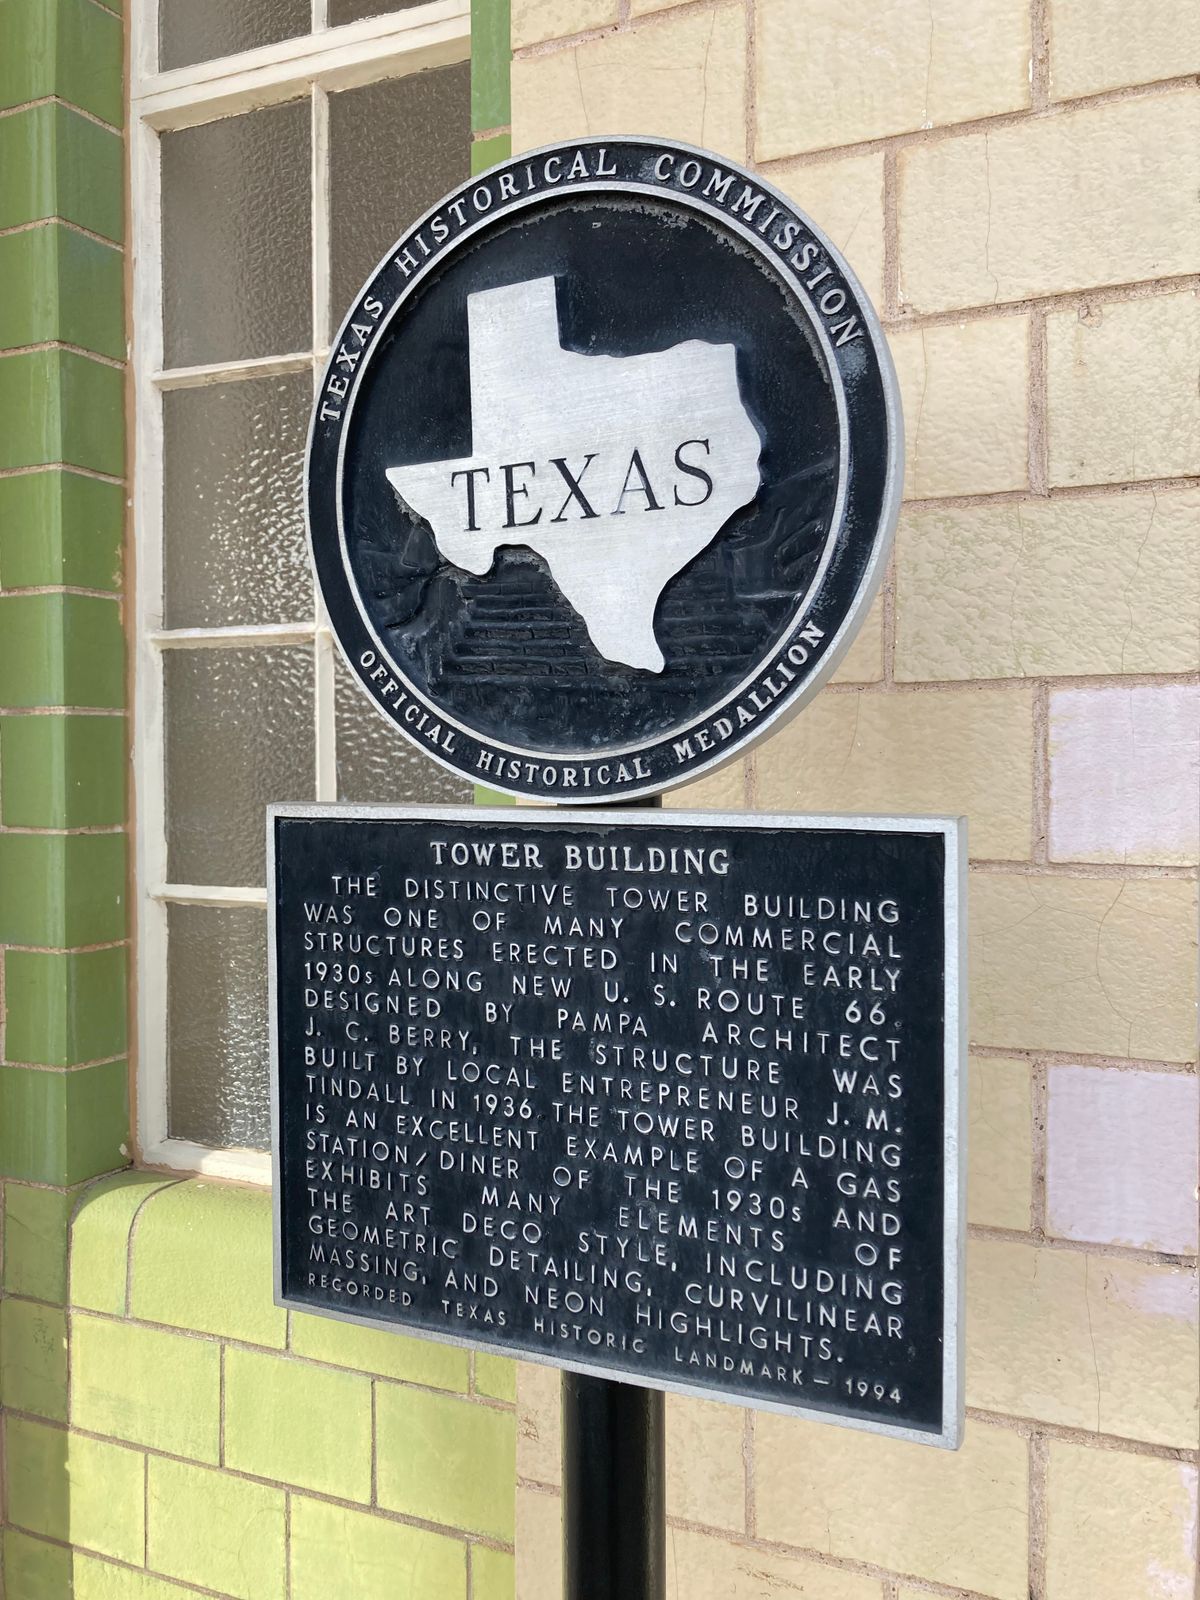 TEXAS HISTORICAL COMMISSION
TEXAS
OFFICIAL HISTORICAL MEDALLION
TOWER BUILDING
THE DISTINCTIVE TOWER BUILDING
WAS ONE OF MANY COMMERCIAL
STRUCTURES ERECTED IN THE EARLY
1930s ALONG NEW U. S. ROUTE 66.
DESIGNED BY PAMPA ARCHITECT
J. C. BERRY, THE STRUCTURE WAS
BUILT BY LOCAL ENTREPRENEUR J. M.
TINDALL IN 1936. THE TOWER BUILDING
IS AN EXCELLENT EXAMPLE OF A GAS
STATION/DINER OF THE 1930s AND
EXHIBITS MANY ELEMENTS OF
THE ART DECO STYLE, INCLUDING
GEOMETRIC DETAILING, CURVILINEAR
MASSING, AND NEON HIGHLIGHTS.
RECORDED TEXAS HISTORIC LANDMARK — 1994